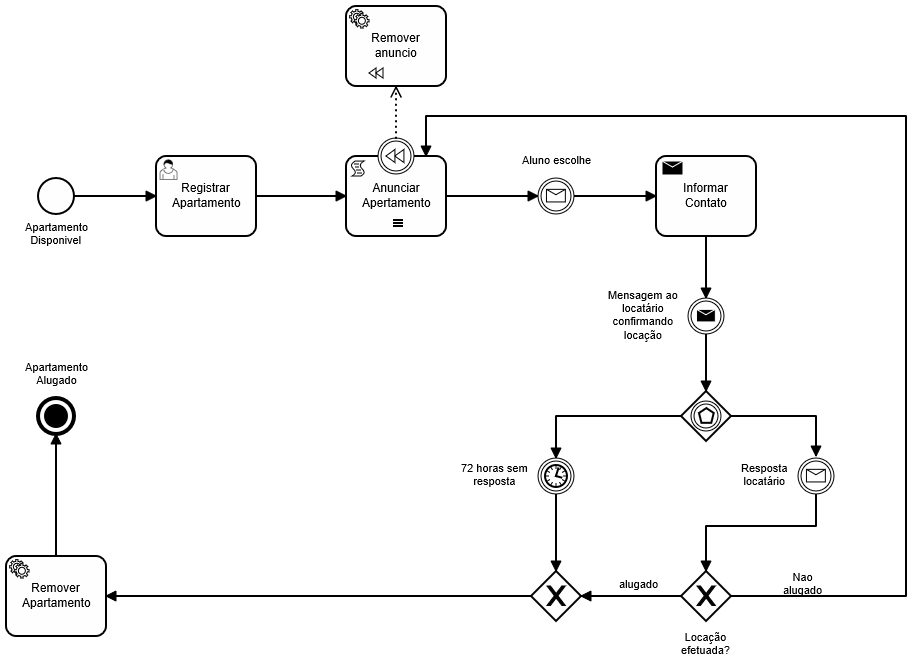 Remover
anuncio
Aluno escolhe
Registrar
Apartamento
Anunciar
Apertamento
Informar
Contato
Apartamento
Disponivel
Mensagem ao
locatário
confirmando
locação
Apartamento
Alugado
72 horas sem
resposta
Resposta
locatário
Remover
Apartamento
alugado
Nao
alugado
Locação
efetuada?